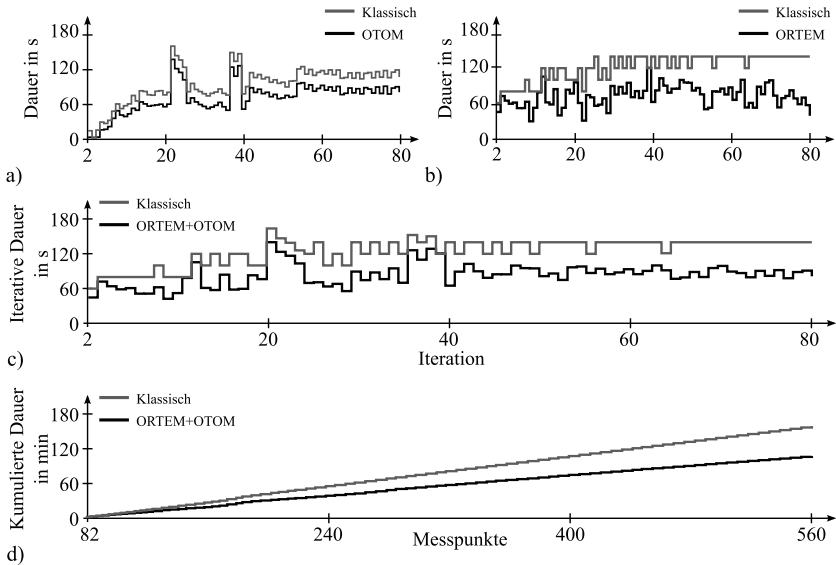 Klassisch
OTOM
Dauer in s
180
120
60
0
2
20
40
60
80
a)
Klassisch
ORTEM
Dauer in s
180
120
60
0
2
20
40
60
80
b)
Klassisch
ORTEM+OTOM
Iterative Dauer
in s
180
120
60
0
2
20
40
60
80
Iteration
c)
Klassisch
ORTEM+OTOM
Kumulierte Dauer
in min
180
120
60
0
82
240
400
560
Messpunkte
d)